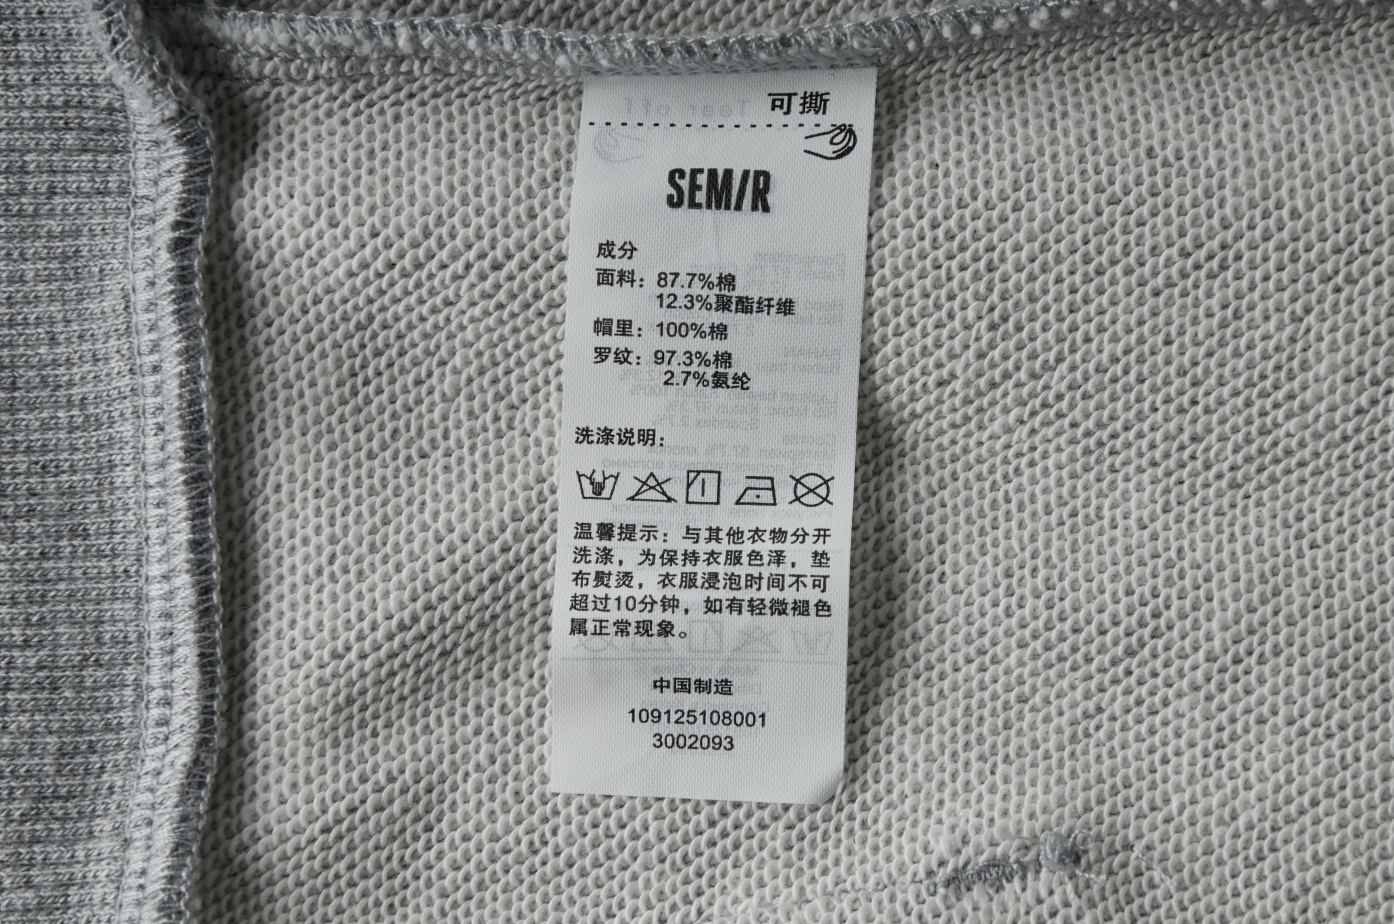 可撕
SEM/R
成分
面料：87.7%棉
12.3%聚酯纤维
帽里：100%棉
罗纹：97.3%棉
2.7%氨纶
洗涤说明：
温馨提示：与其他衣物分开
洗涤，为保持衣服色泽，垫
布熨烫，衣服浸泡时间不可
超过10分钟，如有轻微褪色
属正常现象。
中国制造
109125108001
3002093